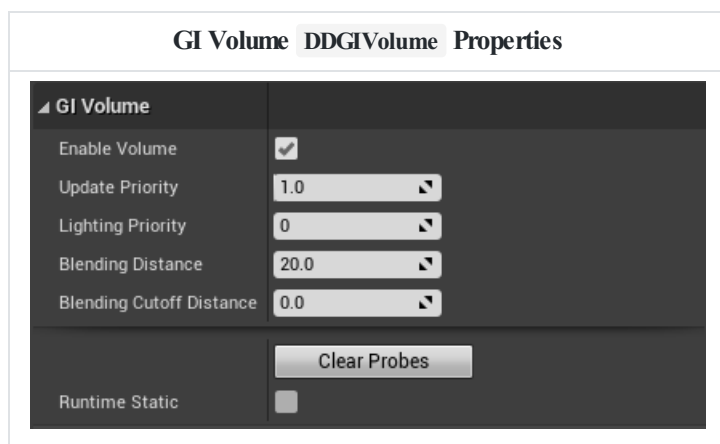 GI Volume DDGIVolume Properties
GI Volume
Enable Volume
Update Priority 1.0
Lighting Priority 0
Blending Distance 20.0
Blending Cutoff Distance 0.0
Clear Probes
Runtime Static